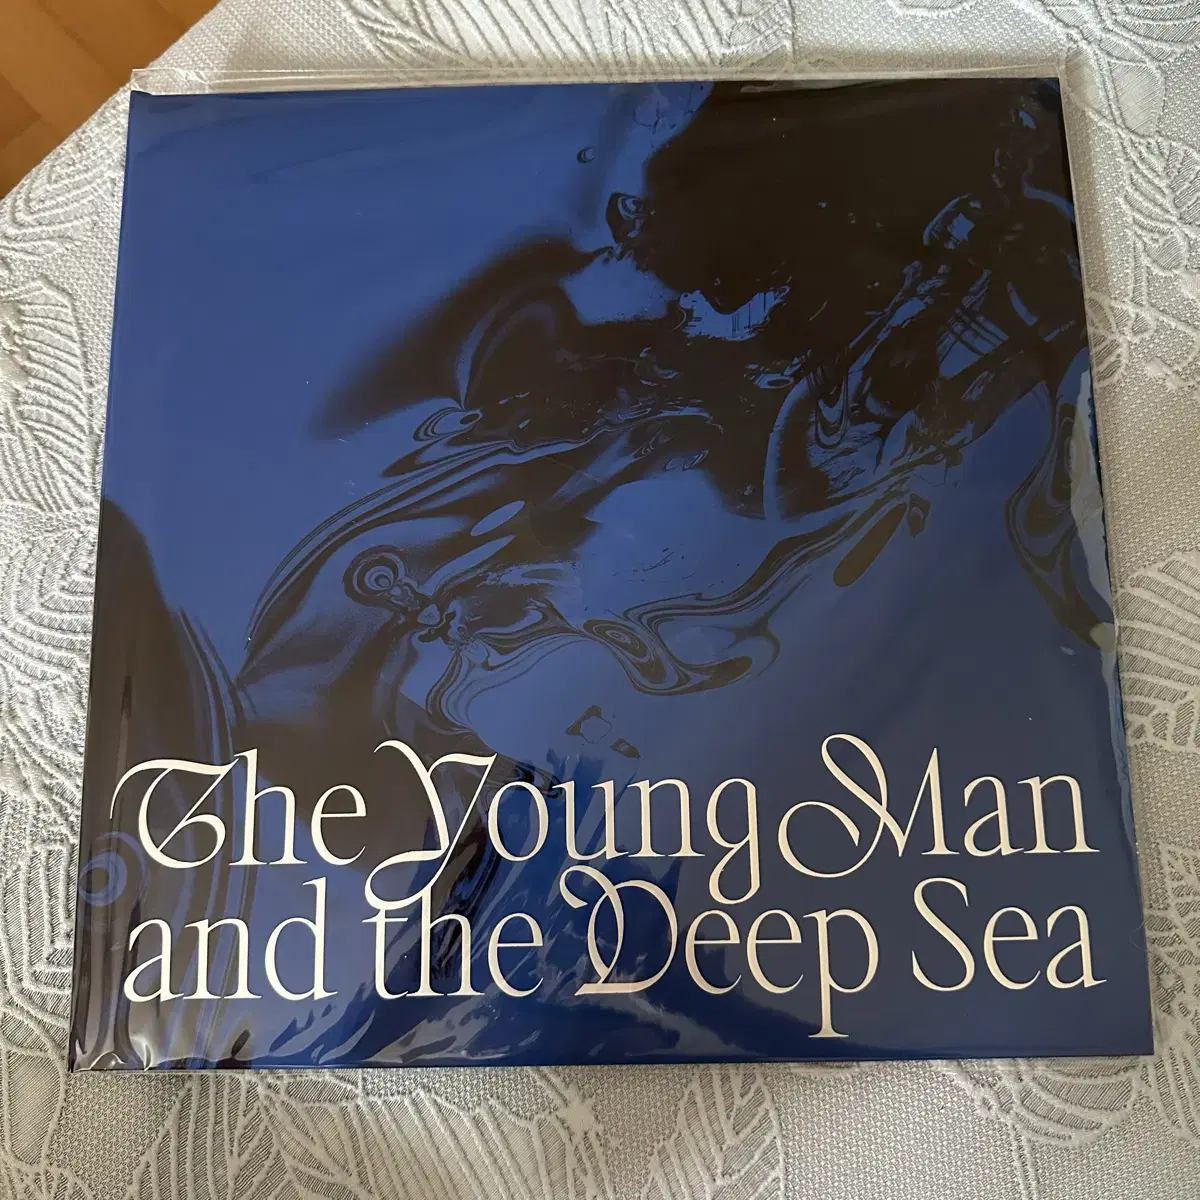 The Young Man
and the Deep Sea